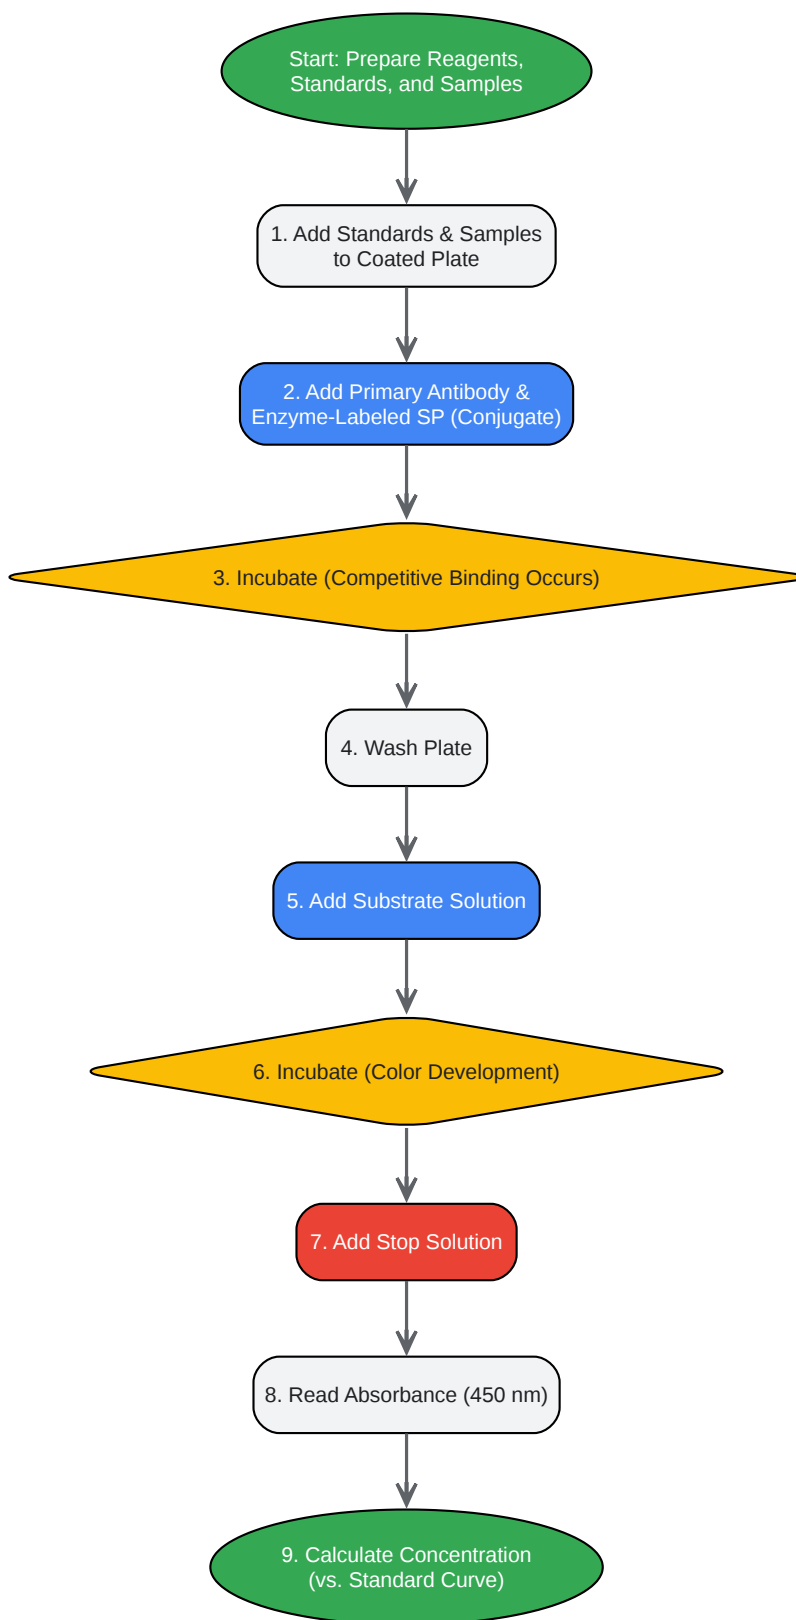 Start: Prepare Reagents,
Standards, and Samples
1. Add Standards & Samples
to Coated Plate
2. Add Primary Antibody &
Enzyme-Labeled SP (Conjugate)
3. Incubate (Competitive Binding Occurs)
4. Wash Plate
5. Add Substrate Solution
6. Incubate (Color Development)
7. Add Stop Solution
8. Read Absorbance (450 nm)
9. Calculate Concentration
(vs. Standard Curve)